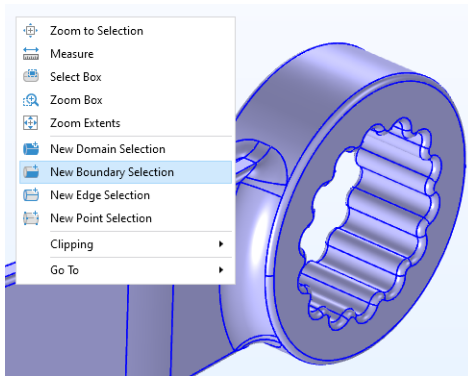 Zoom to Selection
Measure
Select Box
Zoom Box
Zoom Extents
New Domain Selection
New Boundary Selection
New Edge Selection
New Point Selection
Clipping
Go To